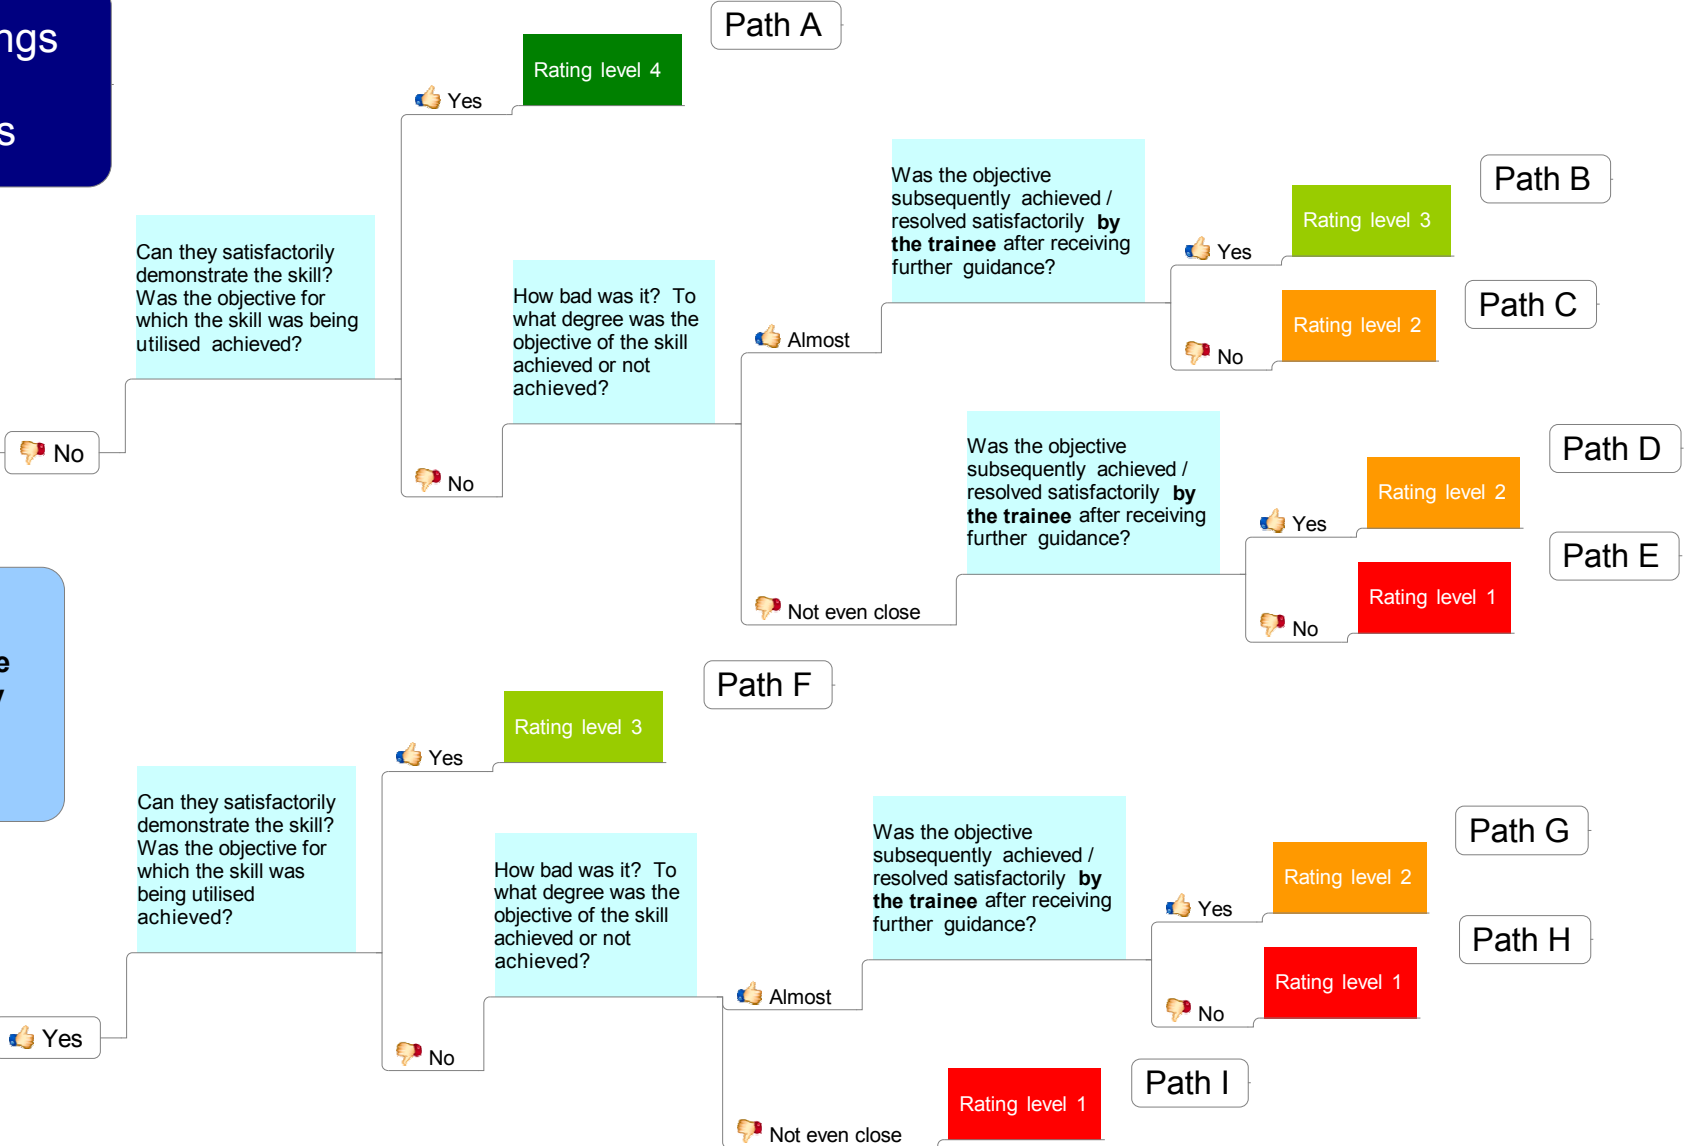 ngs
s
Path A
Rating level 4
Yes
Can they satisfactorily
demonstrate the skill?
Was the objective for
which the skill was being
utilised achieved?
No
No
How bad was it? To
what degree was the
objective of the skill
achieved or not
achieved?
Almost
Was the objective
subsequently achieved /
resolved satisfactorily by
the trainee after receiving
further guidance?
Yes
Rating level 3
Path B
No
Rating level 2
Path C
Not even close
Was the objective
subsequently achieved /
resolved satisfactorily by
the trainee after receiving
further guidance?
Yes
Rating level 2
Path D
No
Rating level 1
Path E
e
y
Yes
Can they satisfactorily
demonstrate the skill?
Was the objective for
which the skill was
being utilised
achieved?
Yes
Rating level 3
Path F
No
How bad was it? To
what degree was the
objective of the skill
achieved or not
achieved?
Almost
Was the objective
subsequently achieved /
resolved satisfactorily by
the trainee after receiving
further guidance?
Yes
Rating level 2
Path G
No
Rating level 1
Path H
Not even close
Rating level 1
Path I